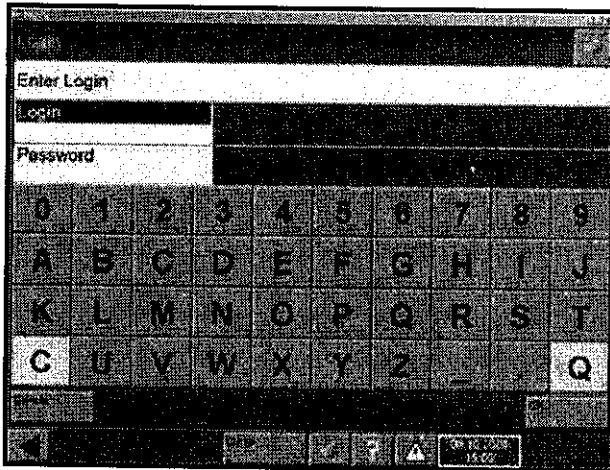 Enter Login
Login
Password
0 1 2 3 4 5 6 7 8 9
A B C D E F G H I J
K L M N O P Q R S T
C U V W X Y Z _ . Q
?